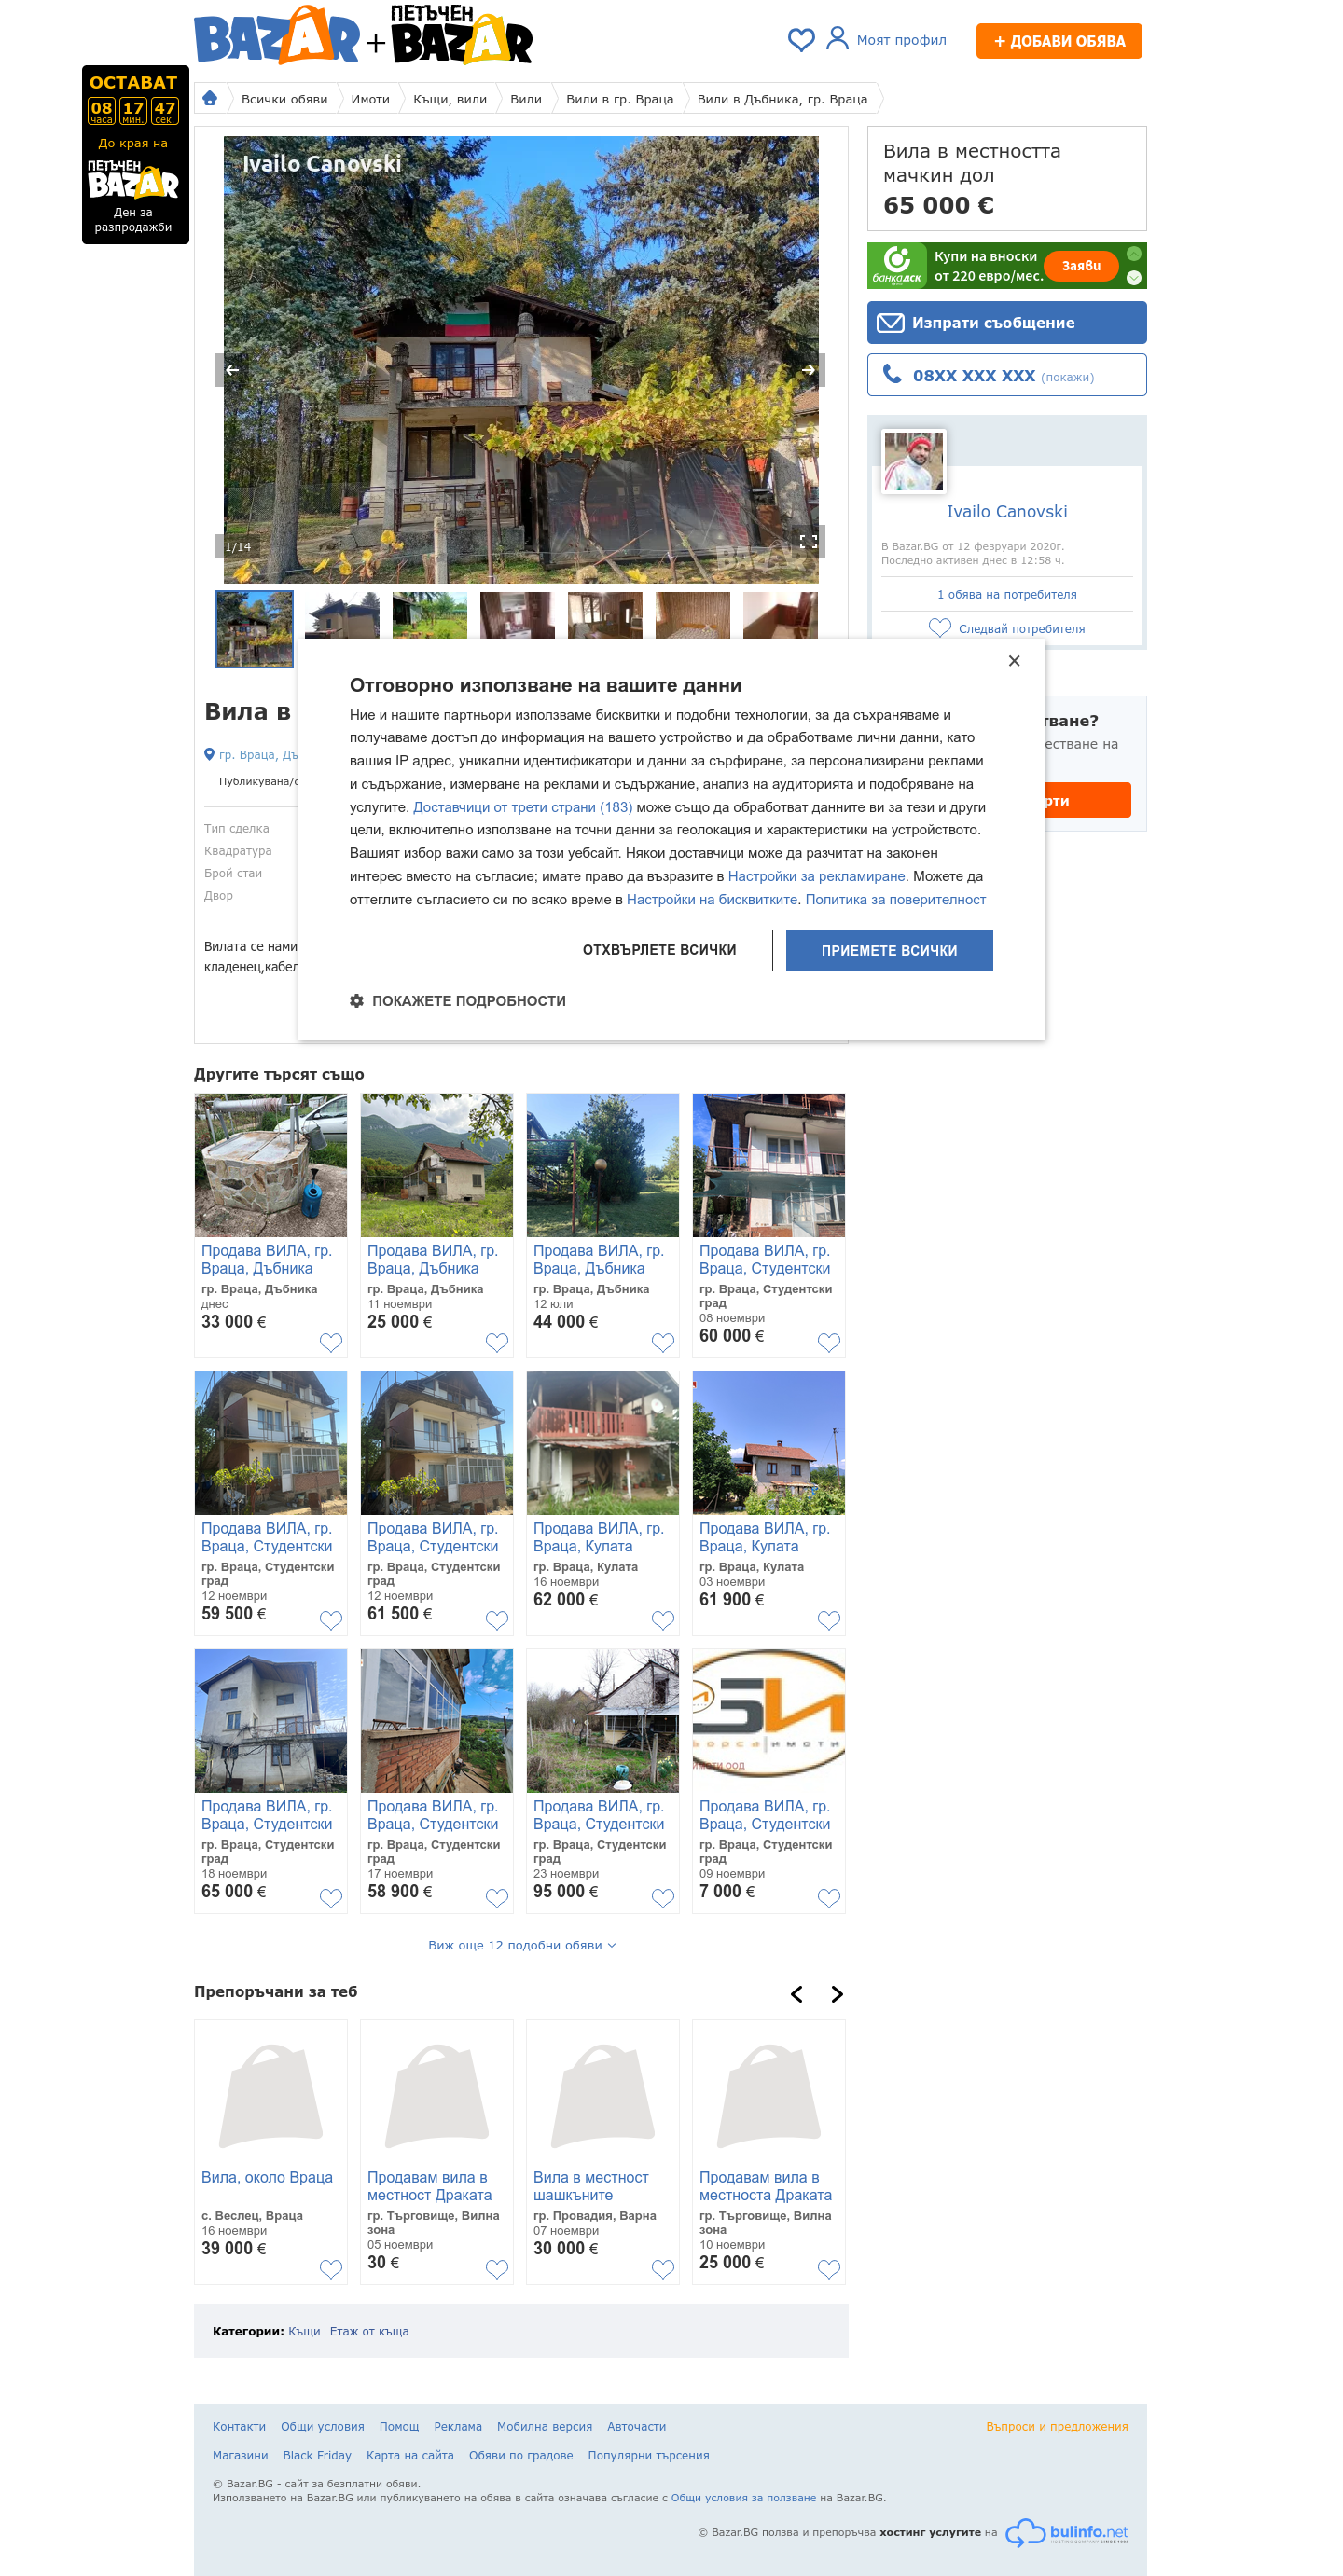 BAZAR + ПЕТЪЧЕН BAZAR
Моят профил
+ ДОБАВИ ОБЯВА
ОСТАВАТ
08 17 47
часа мин. сек.
До края на
ПЕТЪЧЕН
BAZAR
Ден за
разпродажби
Всички обяви Имоти Къщи, вили Вили Вили в гр. Враца Вили в Дъбника, гр. Враца
Ivailo Canovski
1/14
Вила в местността
мачкин дол
65 000 €
банка дск
Купи на вноски
от 220 евро/мес.
Заяви
Изпрати съобщение
08XX XXX XXX (покажи)
Ivailo Canovski
В Bazar.BG от 12 февруари 2020г.
Последно активен днес в 12:58 ч.
1 обява на потребителя
Следвай потребителя
Вила в
гр. Враца, Дъ
Публикувана/о
Тип сделка
Квадратура
Брой стаи
Двор
Вилата се нами
кладенец,кабел
×
Отговорно използване на вашите данни
Ние и нашите партньори използваме бисквитки и подобни технологии, за да съхраняваме и
получаваме достъп до информация на вашето устройство и да обработваме лични данни, като
вашия IP адрес, уникални идентификатори и данни за сърфиране, за персонализирани реклами
и съдържание, измерване на реклами и съдържание, анализ на аудиторията и подобряване на
услугите. Доставчици от трети страни (183) може също да обработват данните ви за тези и други
цели, включително използване на точни данни за геолокация и характеристики на устройството.
Вашият избор важи само за този уебсайт. Някои доставчици може да разчитат на законен
интерес вместо на съгласие; имате право да възразите в Настройки за рекламиране. Можете да
оттеглите съгласието си по всяко време в Настройки на бисквитките. Политика за поверителност
ОТХВЪРЛЕТЕ ВСИЧКИ
ПРИЕМЕТЕ ВСИЧКИ
ПОКАЖЕТЕ ПОДРОБНОСТИ
тване?
естване на
рти
Другите търсят също
Продава ВИЛА, гр.
Враца, Дъбника
гр. Враца, Дъбника
днес
33 000 €
Продава ВИЛА, гр.
Враца, Дъбника
гр. Враца, Дъбника
11 ноември
25 000 €
Продава ВИЛА, гр.
Враца, Дъбника
гр. Враца, Дъбника
12 юли
44 000 €
Продава ВИЛА, гр.
Враца, Студентски
гр. Враца, Студентски
град
08 ноември
60 000 €
Продава ВИЛА, гр.
Враца, Студентски
гр. Враца, Студентски
град
12 ноември
59 500 €
Продава ВИЛА, гр.
Враца, Студентски
гр. Враца, Студентски
град
12 ноември
61 500 €
Продава ВИЛА, гр.
Враца, Кулата
гр. Враца, Кулата
16 ноември
62 000 €
Продава ВИЛА, гр.
Враца, Кулата
гр. Враца, Кулата
03 ноември
61 900 €
Продава ВИЛА, гр.
Враца, Студентски
гр. Враца, Студентски
град
18 ноември
65 000 €
Продава ВИЛА, гр.
Враца, Студентски
гр. Враца, Студентски
град
17 ноември
58 900 €
Продава ВИЛА, гр.
Враца, Студентски
гр. Враца, Студентски
град
23 ноември
95 000 €
Продава ВИЛА, гр.
Враца, Студентски
гр. Враца, Студентски
град
09 ноември
7 000 €
Виж още 12 подобни обяви
Препоръчани за теб
Вила, около Враца
с. Веслец, Враца
16 ноември
39 000 €
Продавам вила в
местност Драката
гр. Търговище, Вилна
зона
05 ноември
30 €
Вила в местност
шашкъните
гр. Провадия, Варна
07 ноември
30 000 €
Продавам вила в
местноста Драката
гр. Търговище, Вилна
зона
10 ноември
25 000 €
Категории: Къщи Етаж от къща
Контакти Общи условия Помощ Реклама Мобилна версия Авточасти
Въпроси и предложения
Магазини Black Friday Карта на сайта Обяви по градове Популярни търсения
© Bazar.BG - сайт за безплатни обяви.
Използването на Bazar.BG или публикуването на обява в сайта означава съгласие с Общи условия за ползване на Bazar.BG.
© Bazar.BG ползва и препоръчва хостинг услугите на bulinfo.net